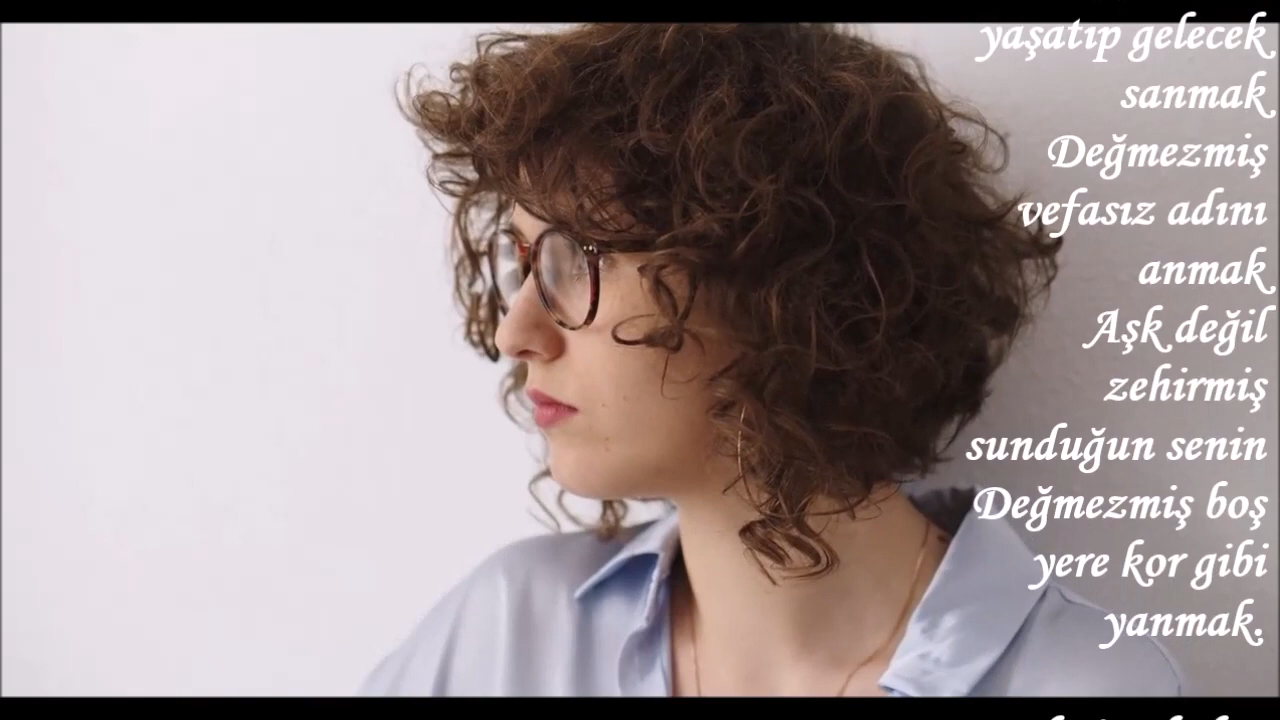 yaşatıp gelecek
sanmak
Değmezmiş
vefasız adını
anmak
Aşk değil
zehirmiş
sunduğun senin
Değmezmiş boş
yere kor gibi
yanmak.